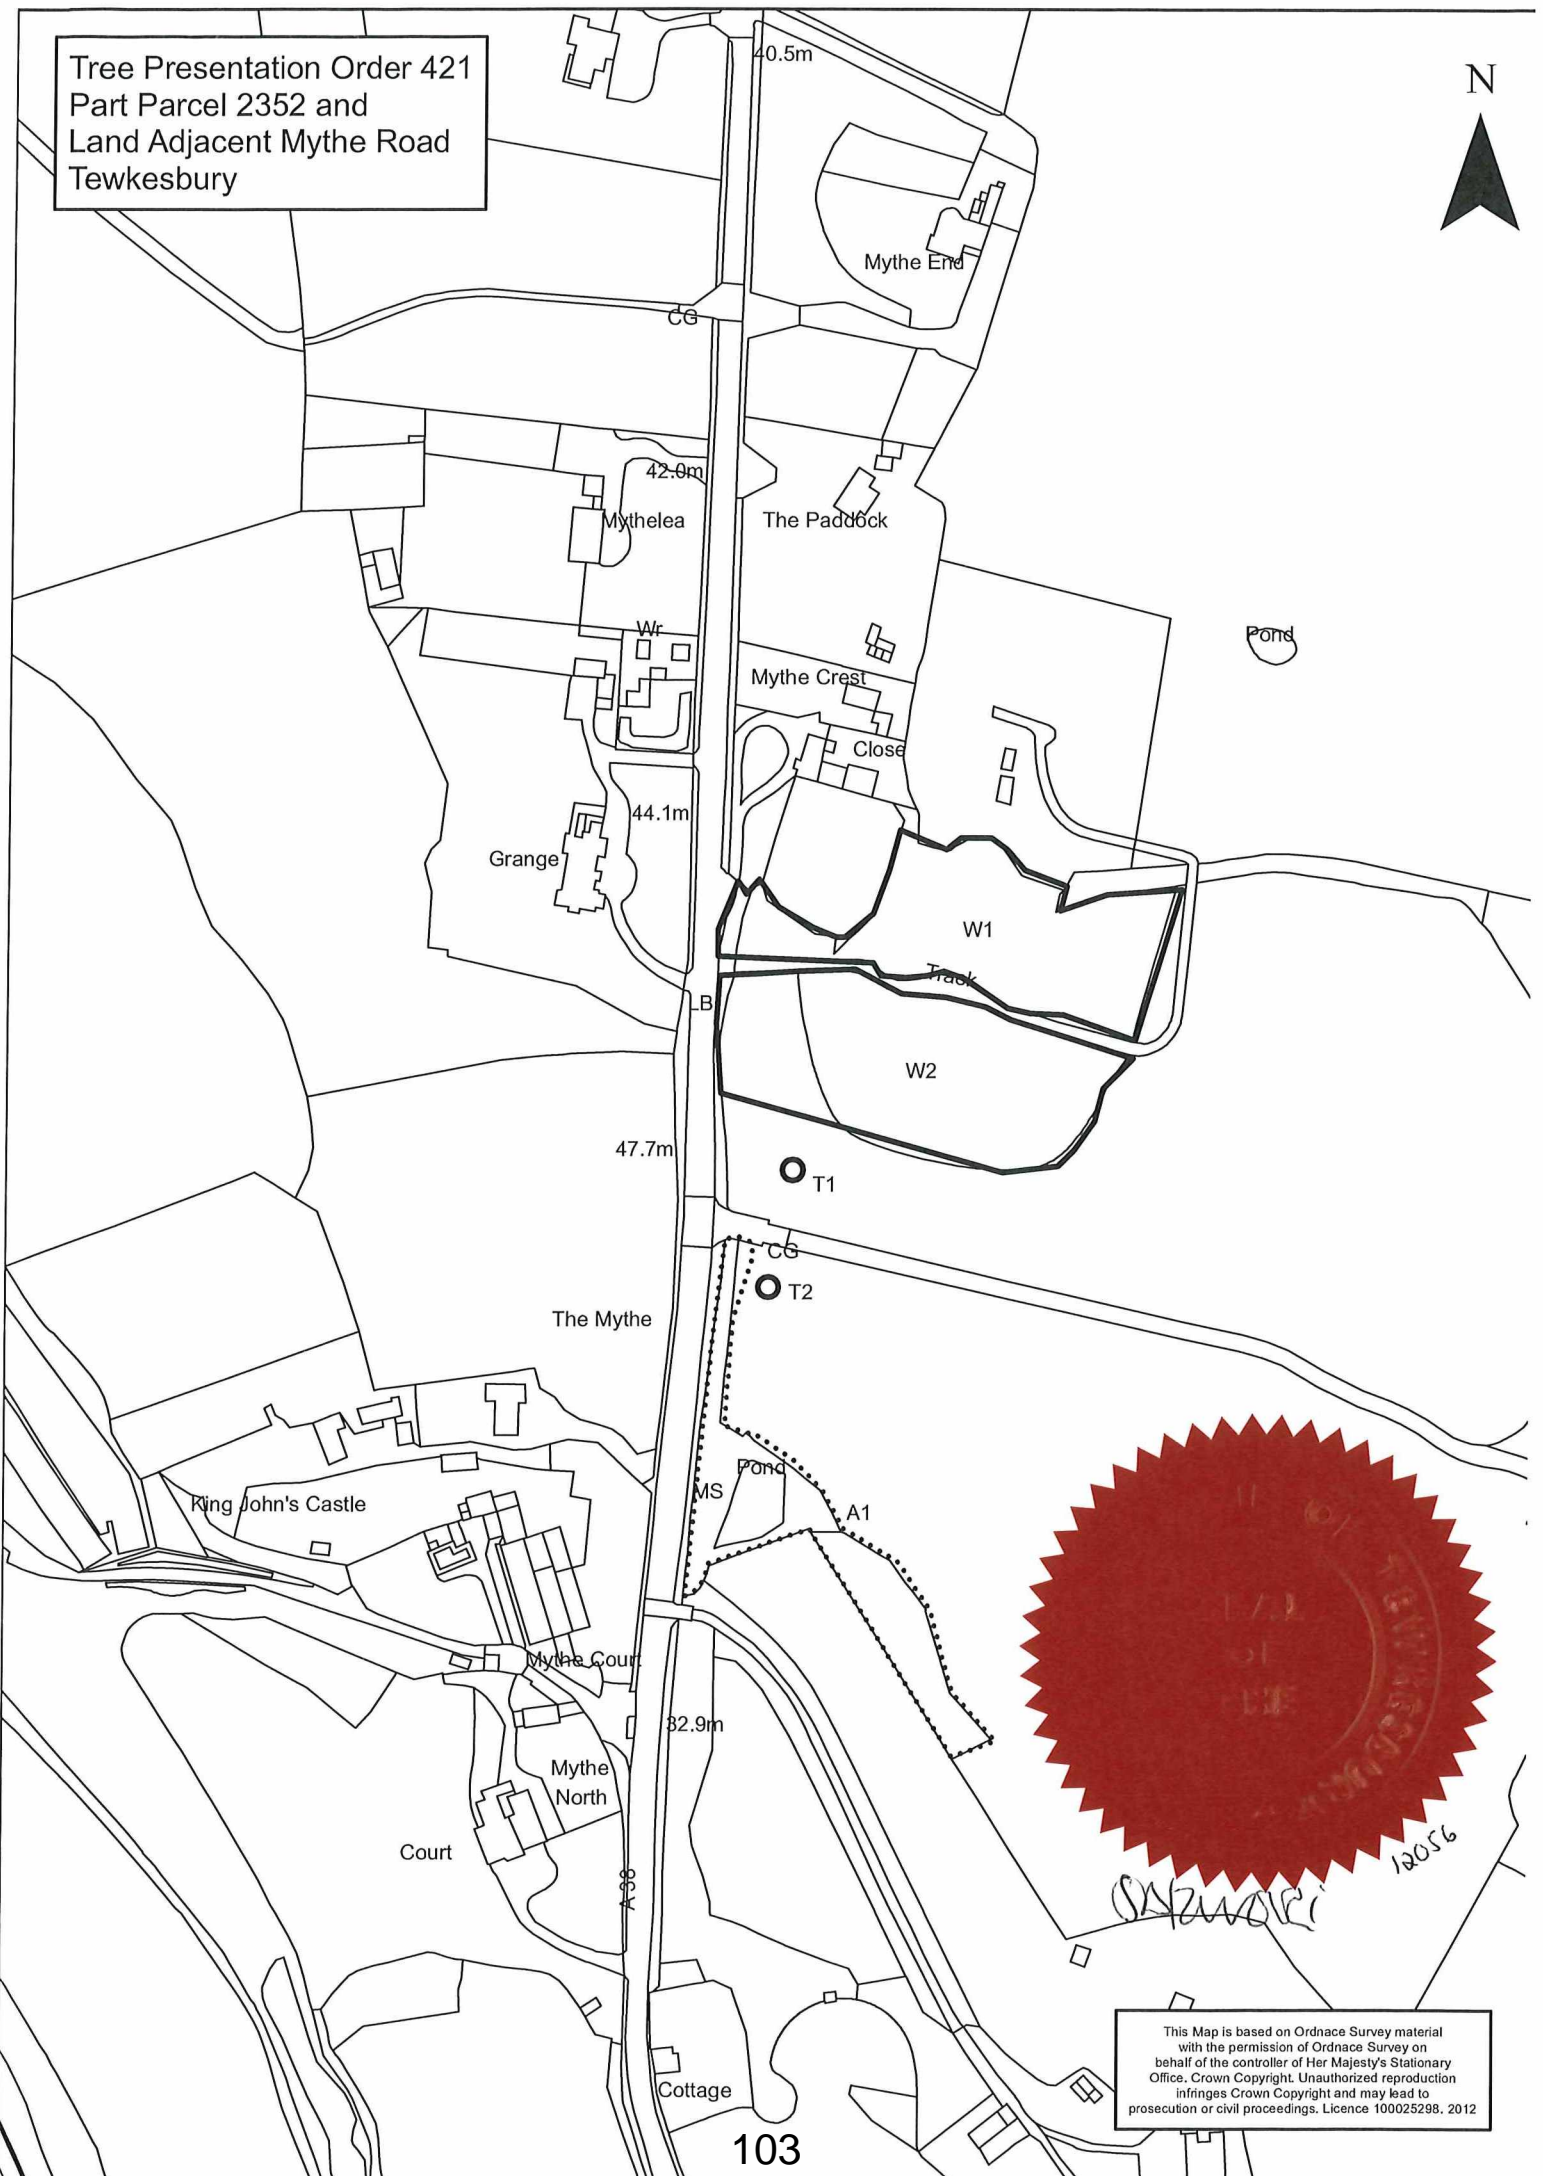 Tree Presentation Order 421
Part Parcel 2352 and
Land Adjacent Mythe Road
Tewkesbury
N
40.5m
Mythe End
CG
42.0m
Mythelea
The Paddock
Wr
Pond
Mythe Crest
Close
44.1m
Grange
W1
Track
LB
W2
47.7m
T1
CG
T2
The Mythe
Pond
MS
A1
King John's Castle
Mythe Court
32.9m
Mythe
North
Court
A 38
12056
Cottage
This Map is based on Ordnace Survey material
with the permission of Ordnace Survey on
behalf of the controller of Her Majesty's Stationary
Office. Crown Copyright. Unauthorized reproduction
infringes Crown Copyright and may lead to
prosecution or civil proceedings. Licence 100025298. 2012
103